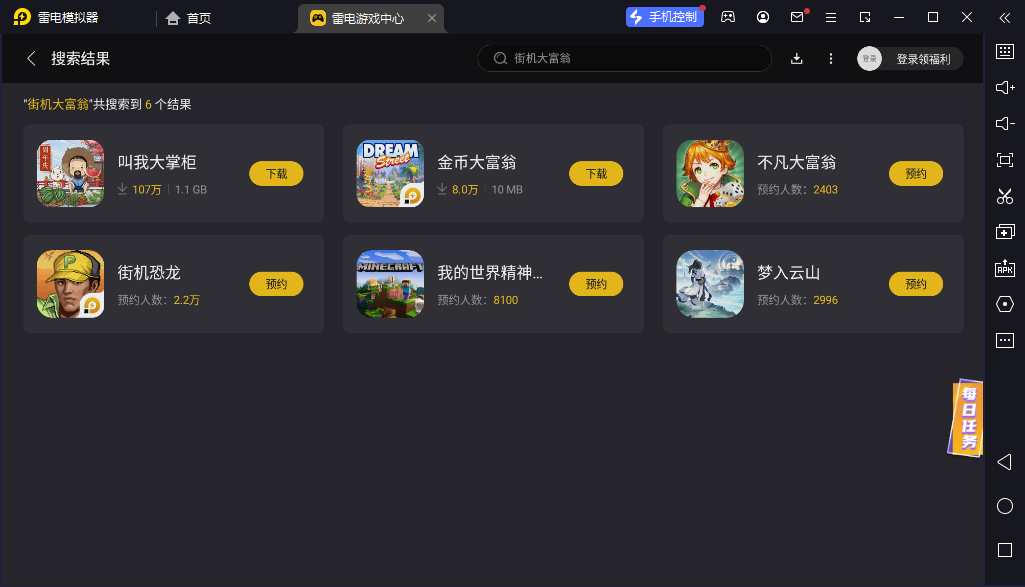 雷电模拟器
首页
雷电游戏中心
手机控制
搜索结果
街机大富翁
登录
登录领福利
"街机大富翁"共搜索到 6 个结果
叫我大掌柜
107万 1.1 GB
下载
DREAM
Street
金币大富翁
8.0万 10 MB
下载
不凡大富翁
预约人数: 2403
预约
街机恐龙
预约人数: 2.2万
预约
MINECRAFT
我的世界精神...
预约人数: 8100
预约
梦入云山
预约人数: 2996
预约
APK
每日任务